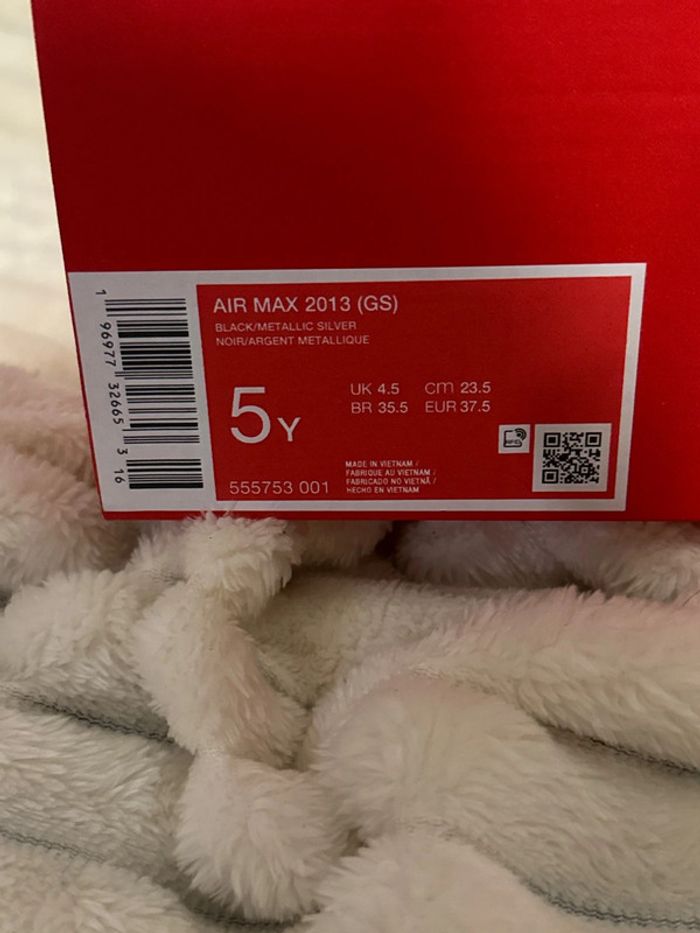 AIR MAX 2013 (GS)
BLACK/METALLIC SILVER
NOIR/ARGENT METALLIQUE
5Y
UK 4.5 cm 23.5
BR 35.5 EUR 37.5
555753 001
MADE IN VIETNAM /
FABRIQUE AU VIETNAM /
FABRICADO NO VIETNÃ /
HECHO EN VIETNAM
RFID
1 96977 32665 3 16